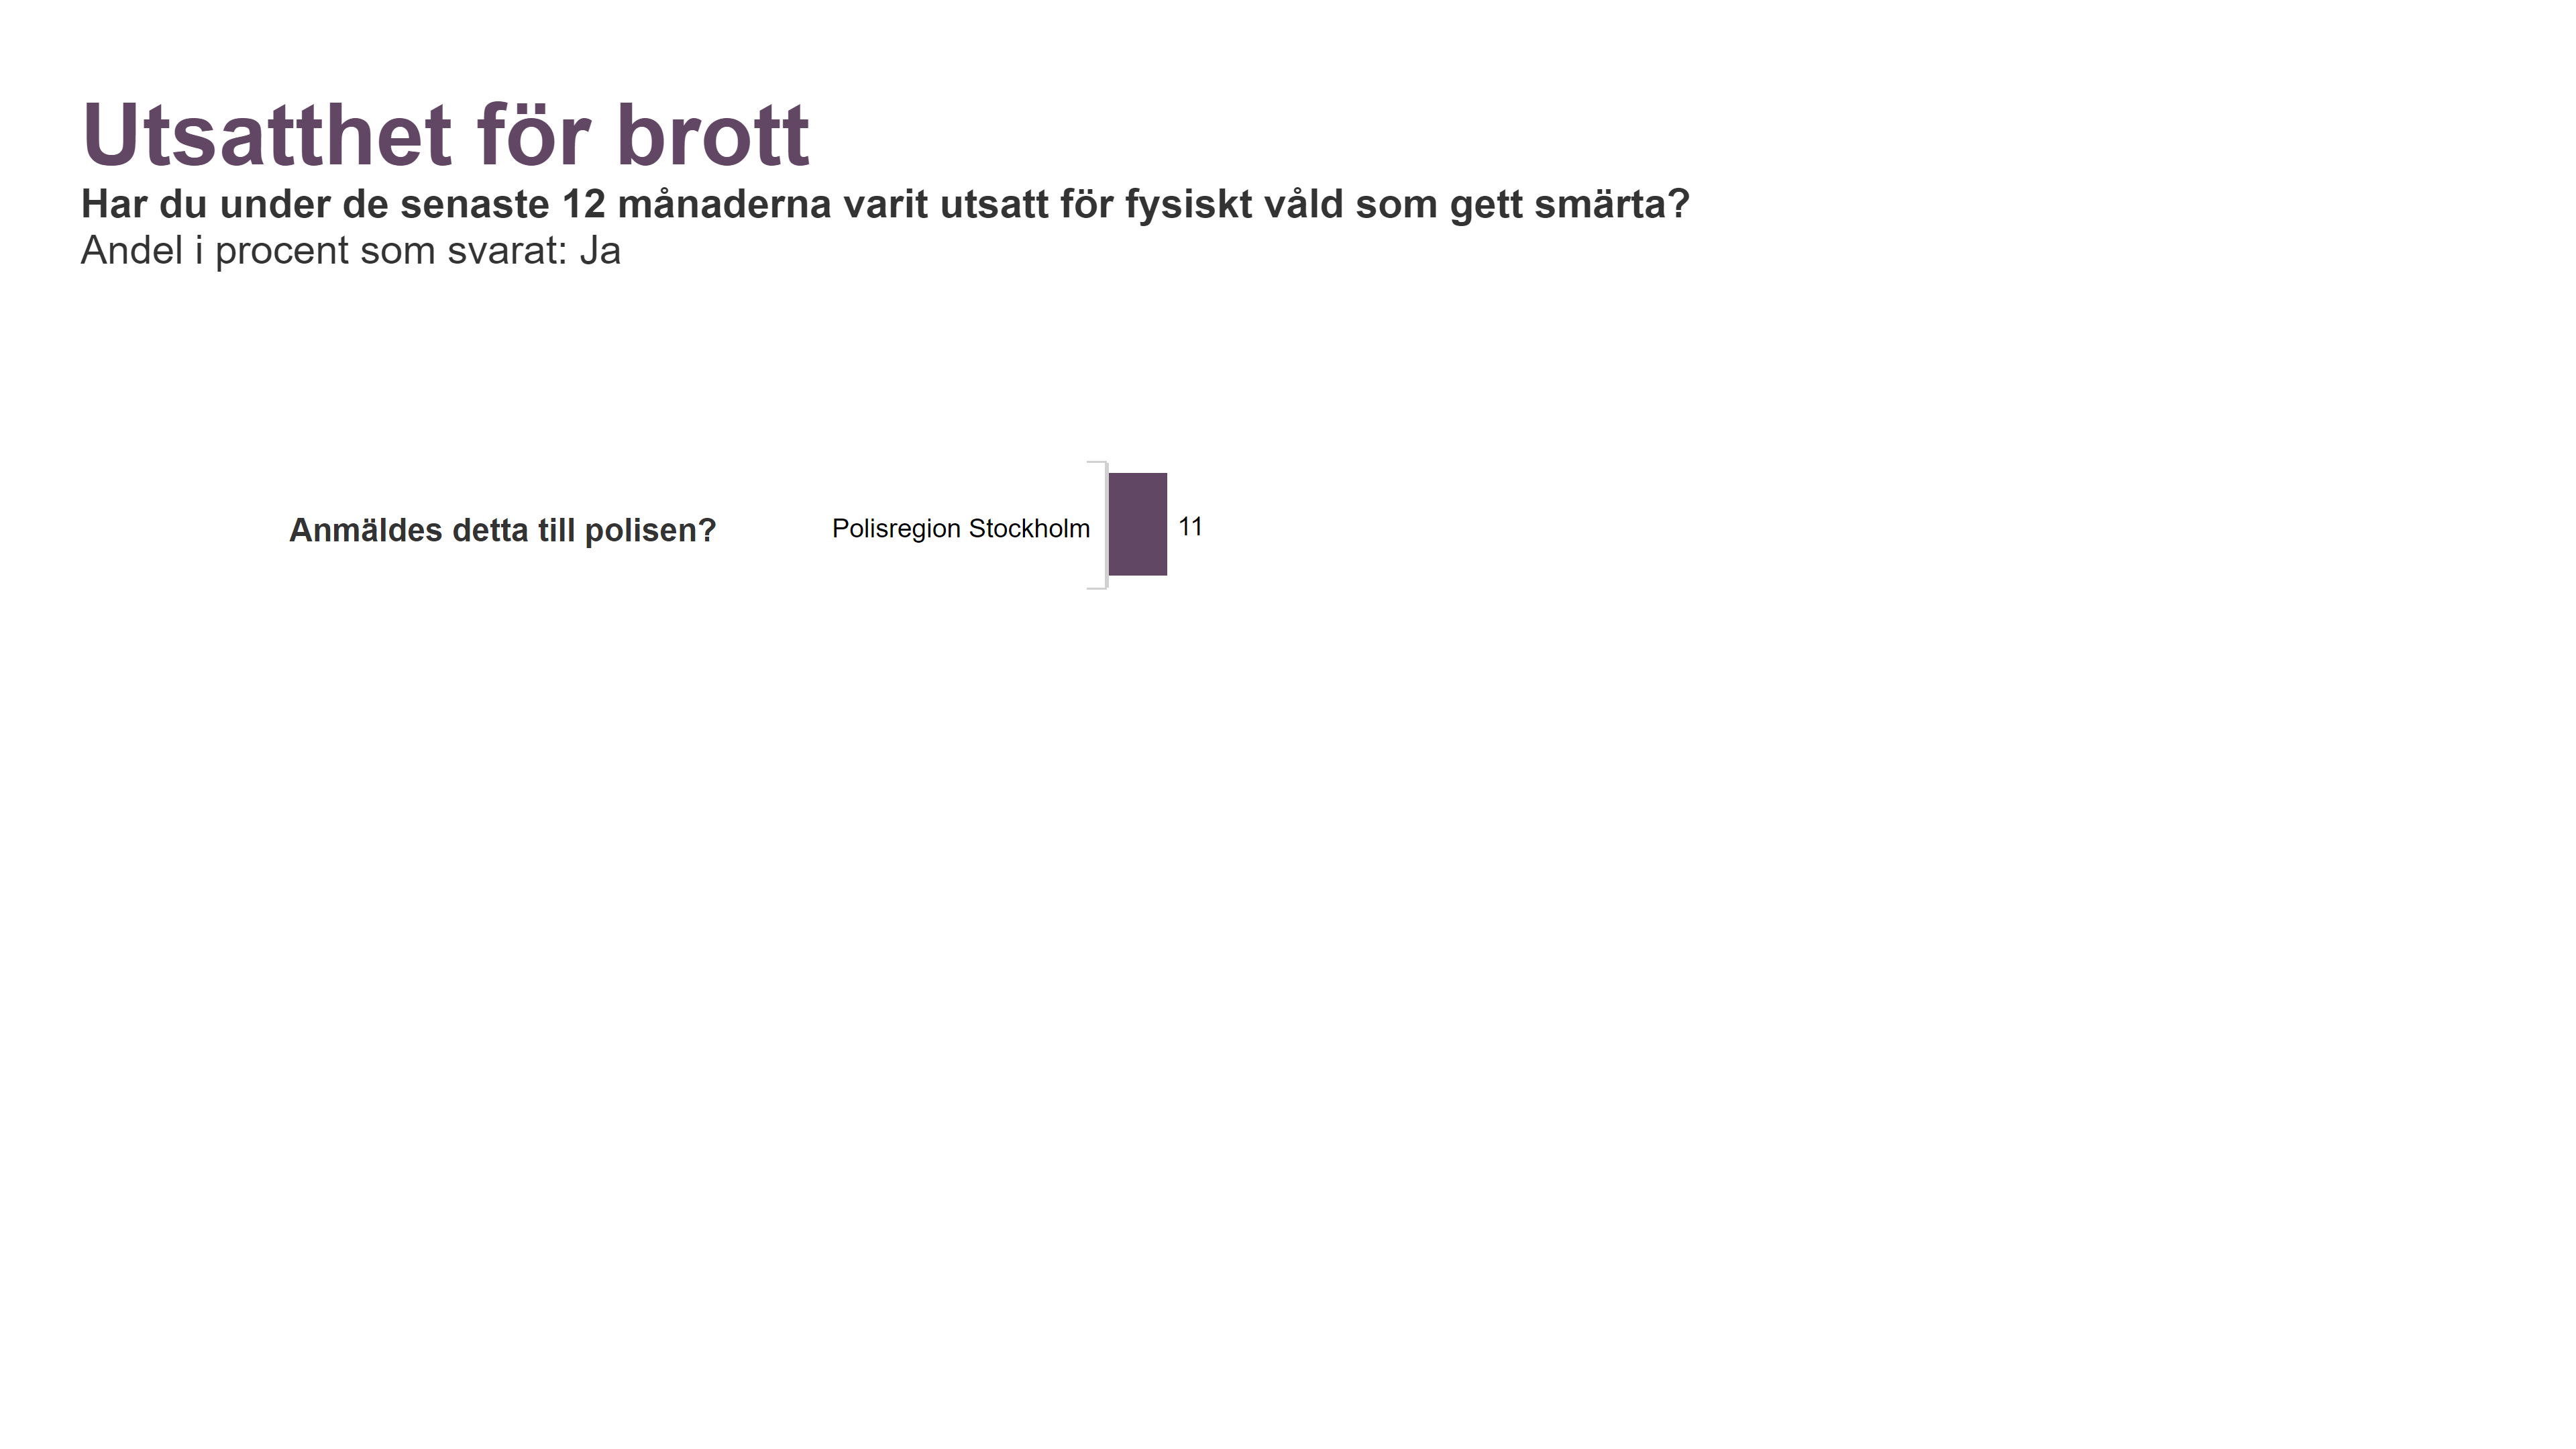 Utsatthet för brott
Har du under de senaste 12 månaderna varit utsatt för fysiskt våld som gett smärta?
Andel i procent som svarat: Ja
Anmäldes detta till polisen? Polisregion Stockholm 11